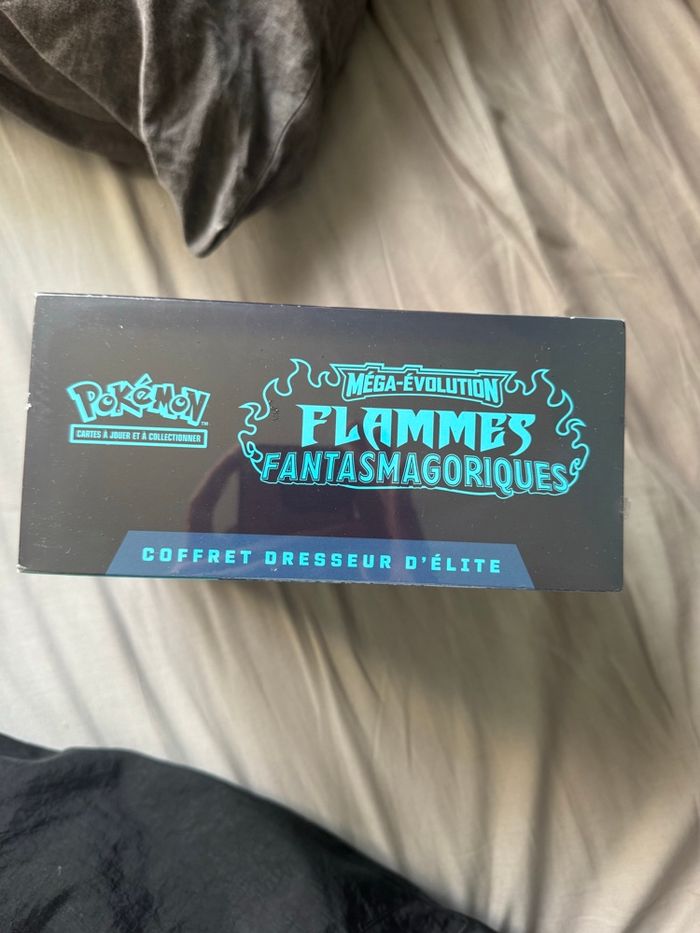 POKÉMON
CARTES À JOUER ET À COLLECTIONNER
MÉGA-ÉVOLUTION
FLAMMES
FANTASMAGORIQUES
COFFRET DRESSEUR D'ÉLITE